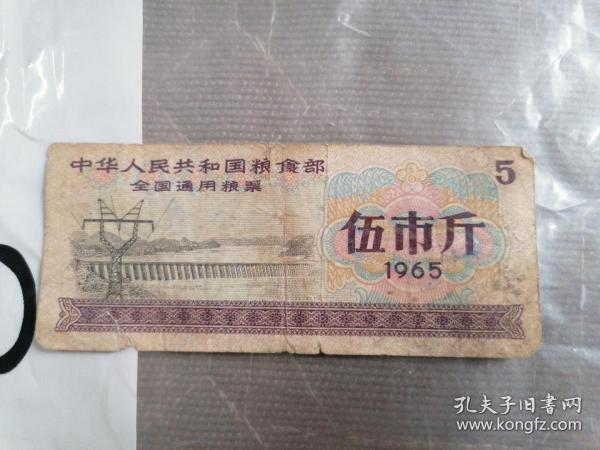 中华人民共和国粮食部
全国通用粮票
5
伍市斤
1965
孔夫子旧书网
www.kongfz.com